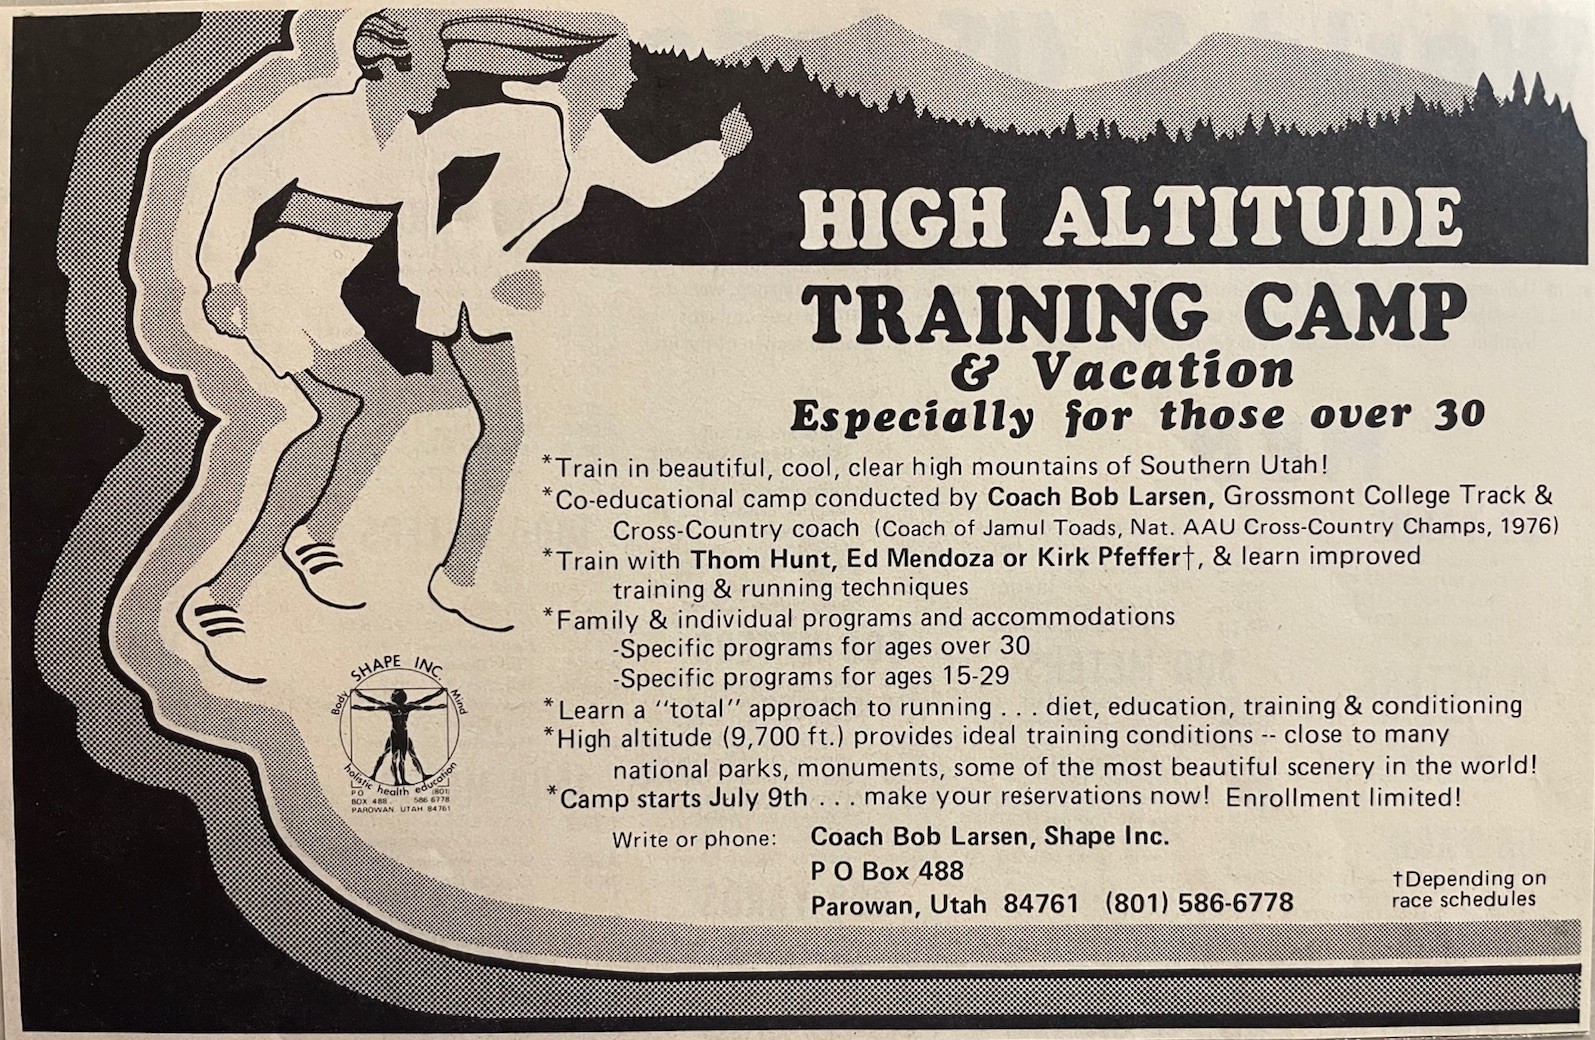 HIGH ALTITUDE
TRAINING CAMP
& Vacation
Especially for those over 30
*Train in beautiful, cool, clear high mountains of Southern Utah!
*Co-educational camp conducted by Coach Bob Larsen, Grossmont College Track &
Cross-Country coach (Coach of Jamul Toads, Nat. AAU Cross-Country Champs, 1976)
*Train with Thom Hunt, Ed Mendoza or Kirk Pfeffer†, & learn improved
training & running techniques
*Family & individual programs and accommodations
-Specific programs for ages over 30
-Specific programs for ages 15-29
*Learn a "total" approach to running . . . diet, education, training & conditioning
*High altitude (9,700 ft.) provides ideal training conditions -- close to many
national parks, monuments, some of the most beautiful scenery in the world!
*Camp starts July 9th . . . make your reservations now! Enrollment limited!
Write or phone: Coach Bob Larsen, Shape Inc.
P O Box 488
Parowan, Utah 84761 (801) 586-6778
†Depending on
race schedules
SHAPE INC.
Body Mind
holistic health education
P O (801)
BOX 488 . 586 6778
PAROWAN UTAH 84761